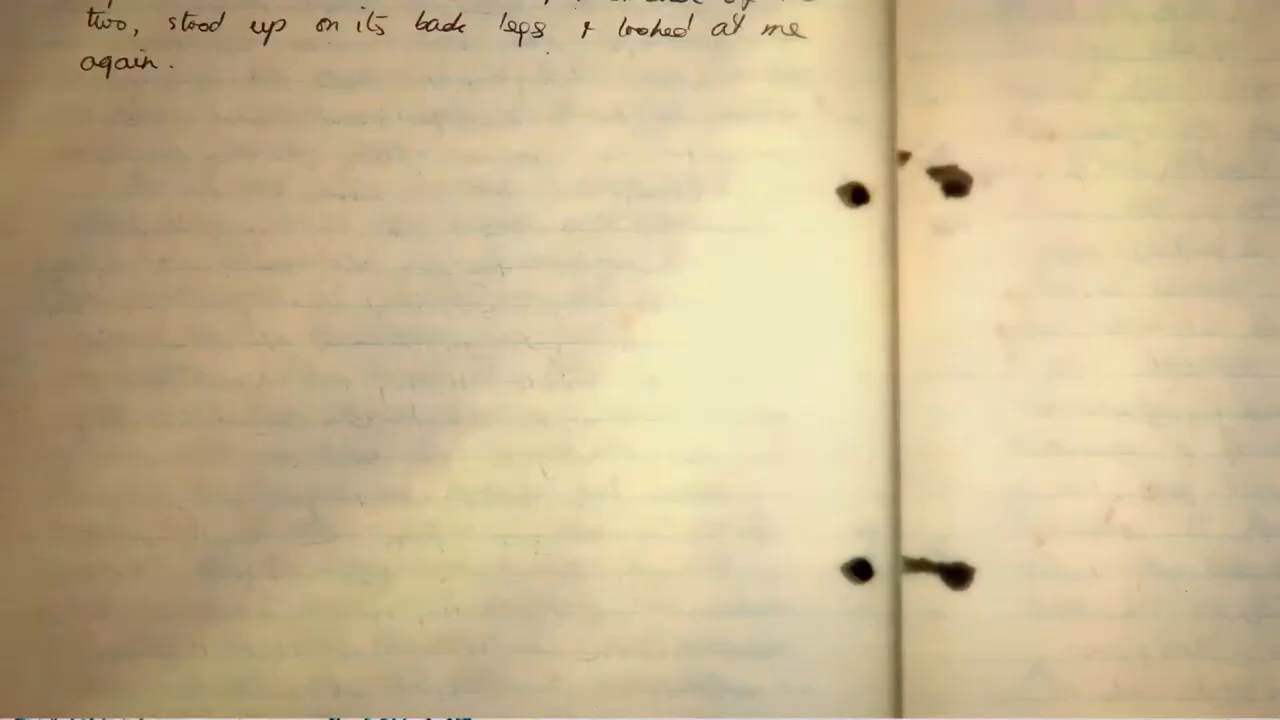 two, stood up on its back legs & looked at me
again.